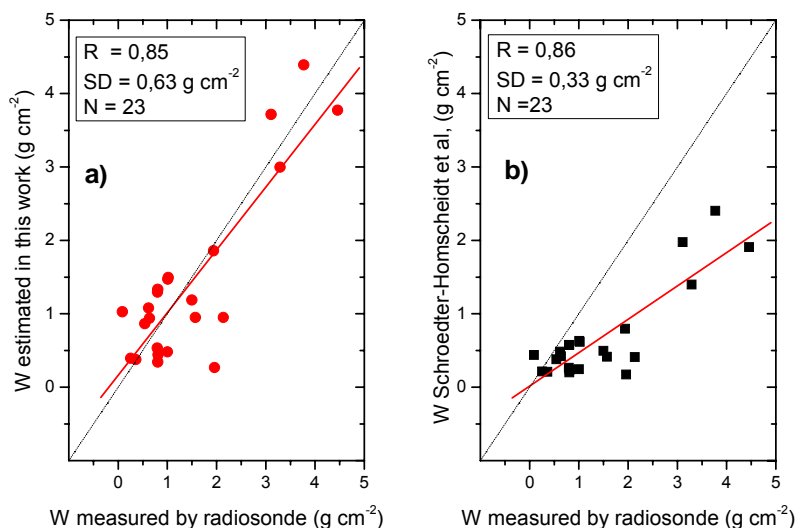 R = 0,85
SD = 0,63 g cm-2
N = 23
a)
W estimated in this work (g cm-2)
5
4
3
2
1
0
0 1 2 3 4 5
W measured by radiosonde (g cm-2)
R = 0,86
SD = 0,33 g cm-2
N =23
b)
W Schroedter-Homscheidt et al, (g cm-2)
5
4
3
2
1
0
0 1 2 3 4 5
W measured by radiosonde (g cm-2)